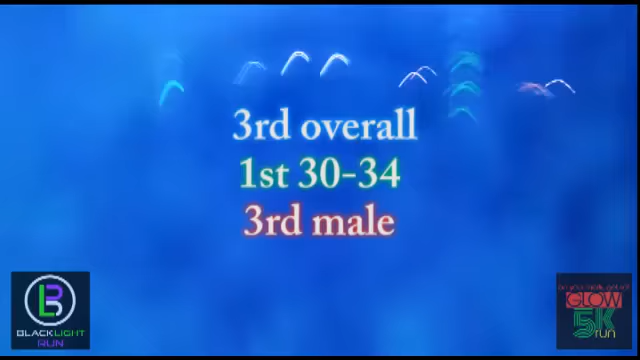 3rd overall
1st 30-34
3rd male
BLACKLIGHT
RUN
GLOW
5K
run